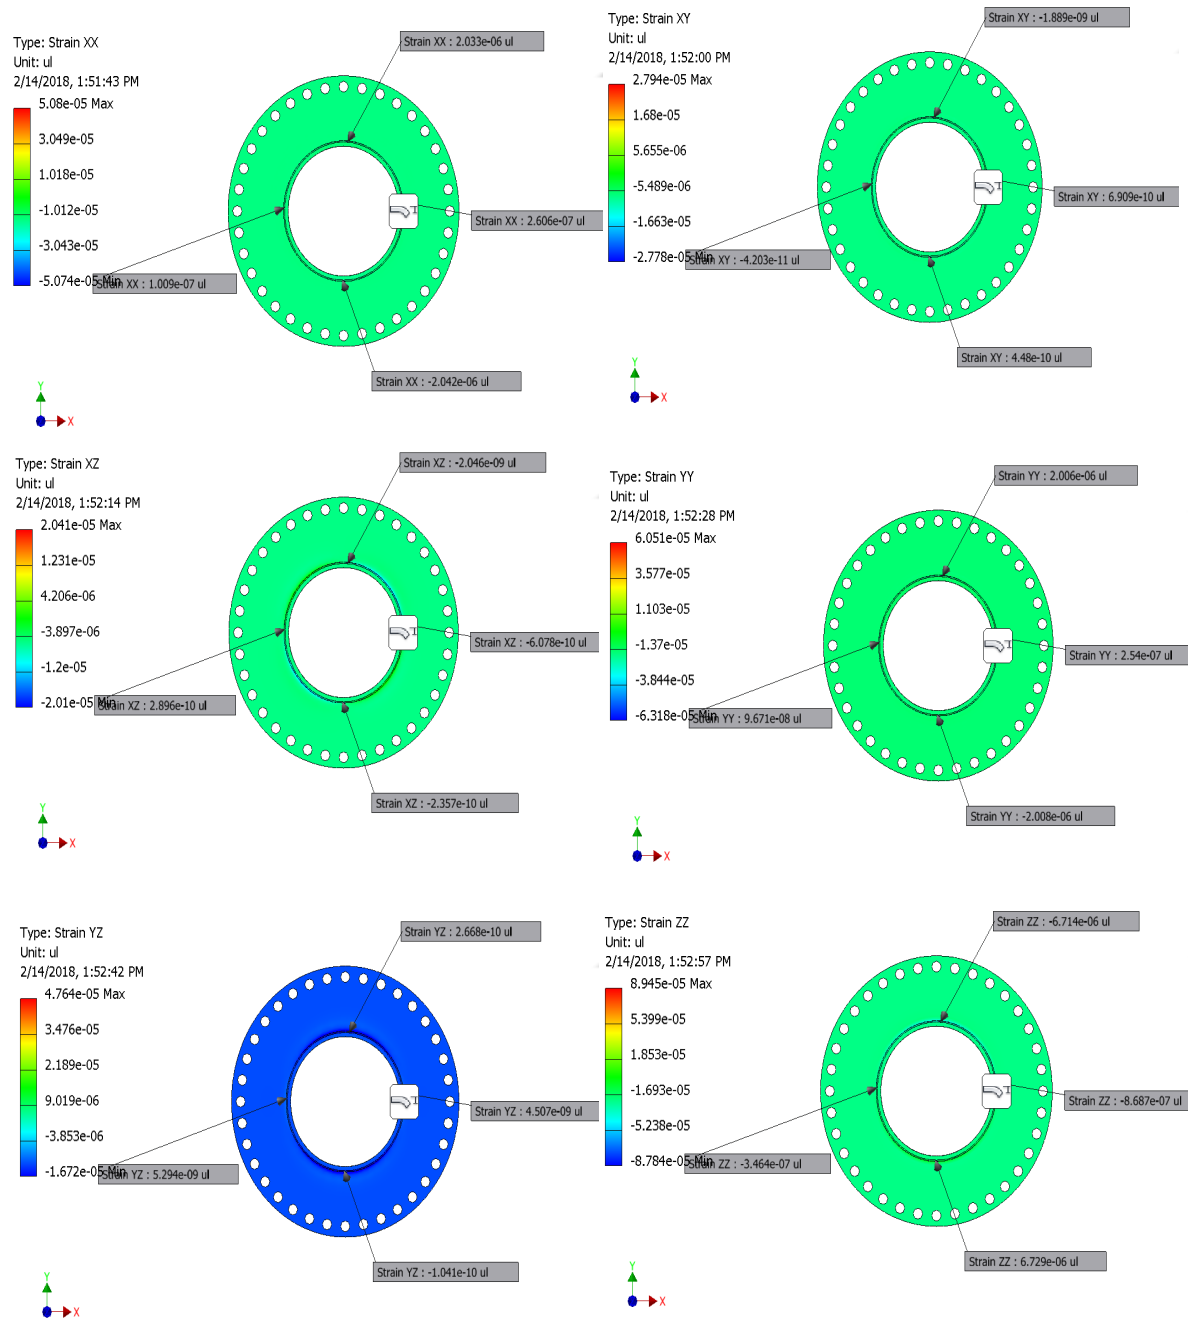 Type: Strain XX
Unit: ul
2/14/2018, 1:51:43 PM
5.08e-05 Max
3.049e-05
1.018e-05
-1.012e-05
-3.043e-05
-5.074e-05 Min
Strain XX : 2.033e-06 ul
Strain XX : 2.606e-07 ul
Strain XX : 1.009e-07 ul
Strain XX : -2.042e-06 ul
Y
X
Type: Strain XY
Unit: ul
2/14/2018, 1:52:00 PM
2.794e-05 Max
1.68e-05
5.655e-06
-5.489e-06
-1.663e-05
-2.778e-05 Min
Strain XY : -1.889e-09 ul
Strain XY : 6.909e-10 ul
Strain XY : -4.203e-11 ul
Strain XY : 4.48e-10 ul
Y
X
Type: Strain XZ
Unit: ul
2/14/2018, 1:52:14 PM
2.041e-05 Max
1.231e-05
4.206e-06
-3.897e-06
-1.2e-05
-2.01e-05 Min
Strain XZ : -2.046e-09 ul
Strain XZ : -6.078e-10 ul
Strain XZ : 2.896e-10 ul
Strain XZ : -2.357e-10 ul
Y
X
Type: Strain YY
Unit: ul
2/14/2018, 1:52:28 PM
6.051e-05 Max
3.577e-05
1.103e-05
-1.37e-05
-3.844e-05
-6.318e-05 Min
Strain YY : 2.006e-06 ul
Strain YY : 2.54e-07 ul
Strain YY : 9.671e-08 ul
Strain YY : -2.008e-06 ul
Y
X
Type: Strain YZ
Unit: ul
2/14/2018, 1:52:42 PM
4.764e-05 Max
3.476e-05
2.189e-05
9.019e-06
-3.853e-06
-1.672e-05 Min
Strain YZ : 2.668e-10 ul
Strain YZ : 4.507e-09 ul
Strain YZ : 5.294e-09 ul
Strain YZ : -1.041e-10 ul
Y
X
Type: Strain ZZ
Unit: ul
2/14/2018, 1:52:57 PM
8.945e-05 Max
5.399e-05
1.853e-05
-1.693e-05
-5.238e-05
-8.784e-05 Min
Strain ZZ : -6.714e-06 ul
Strain ZZ : -8.687e-07 ul
Strain ZZ : -3.464e-07 ul
Strain ZZ : 6.729e-06 ul
Y
X